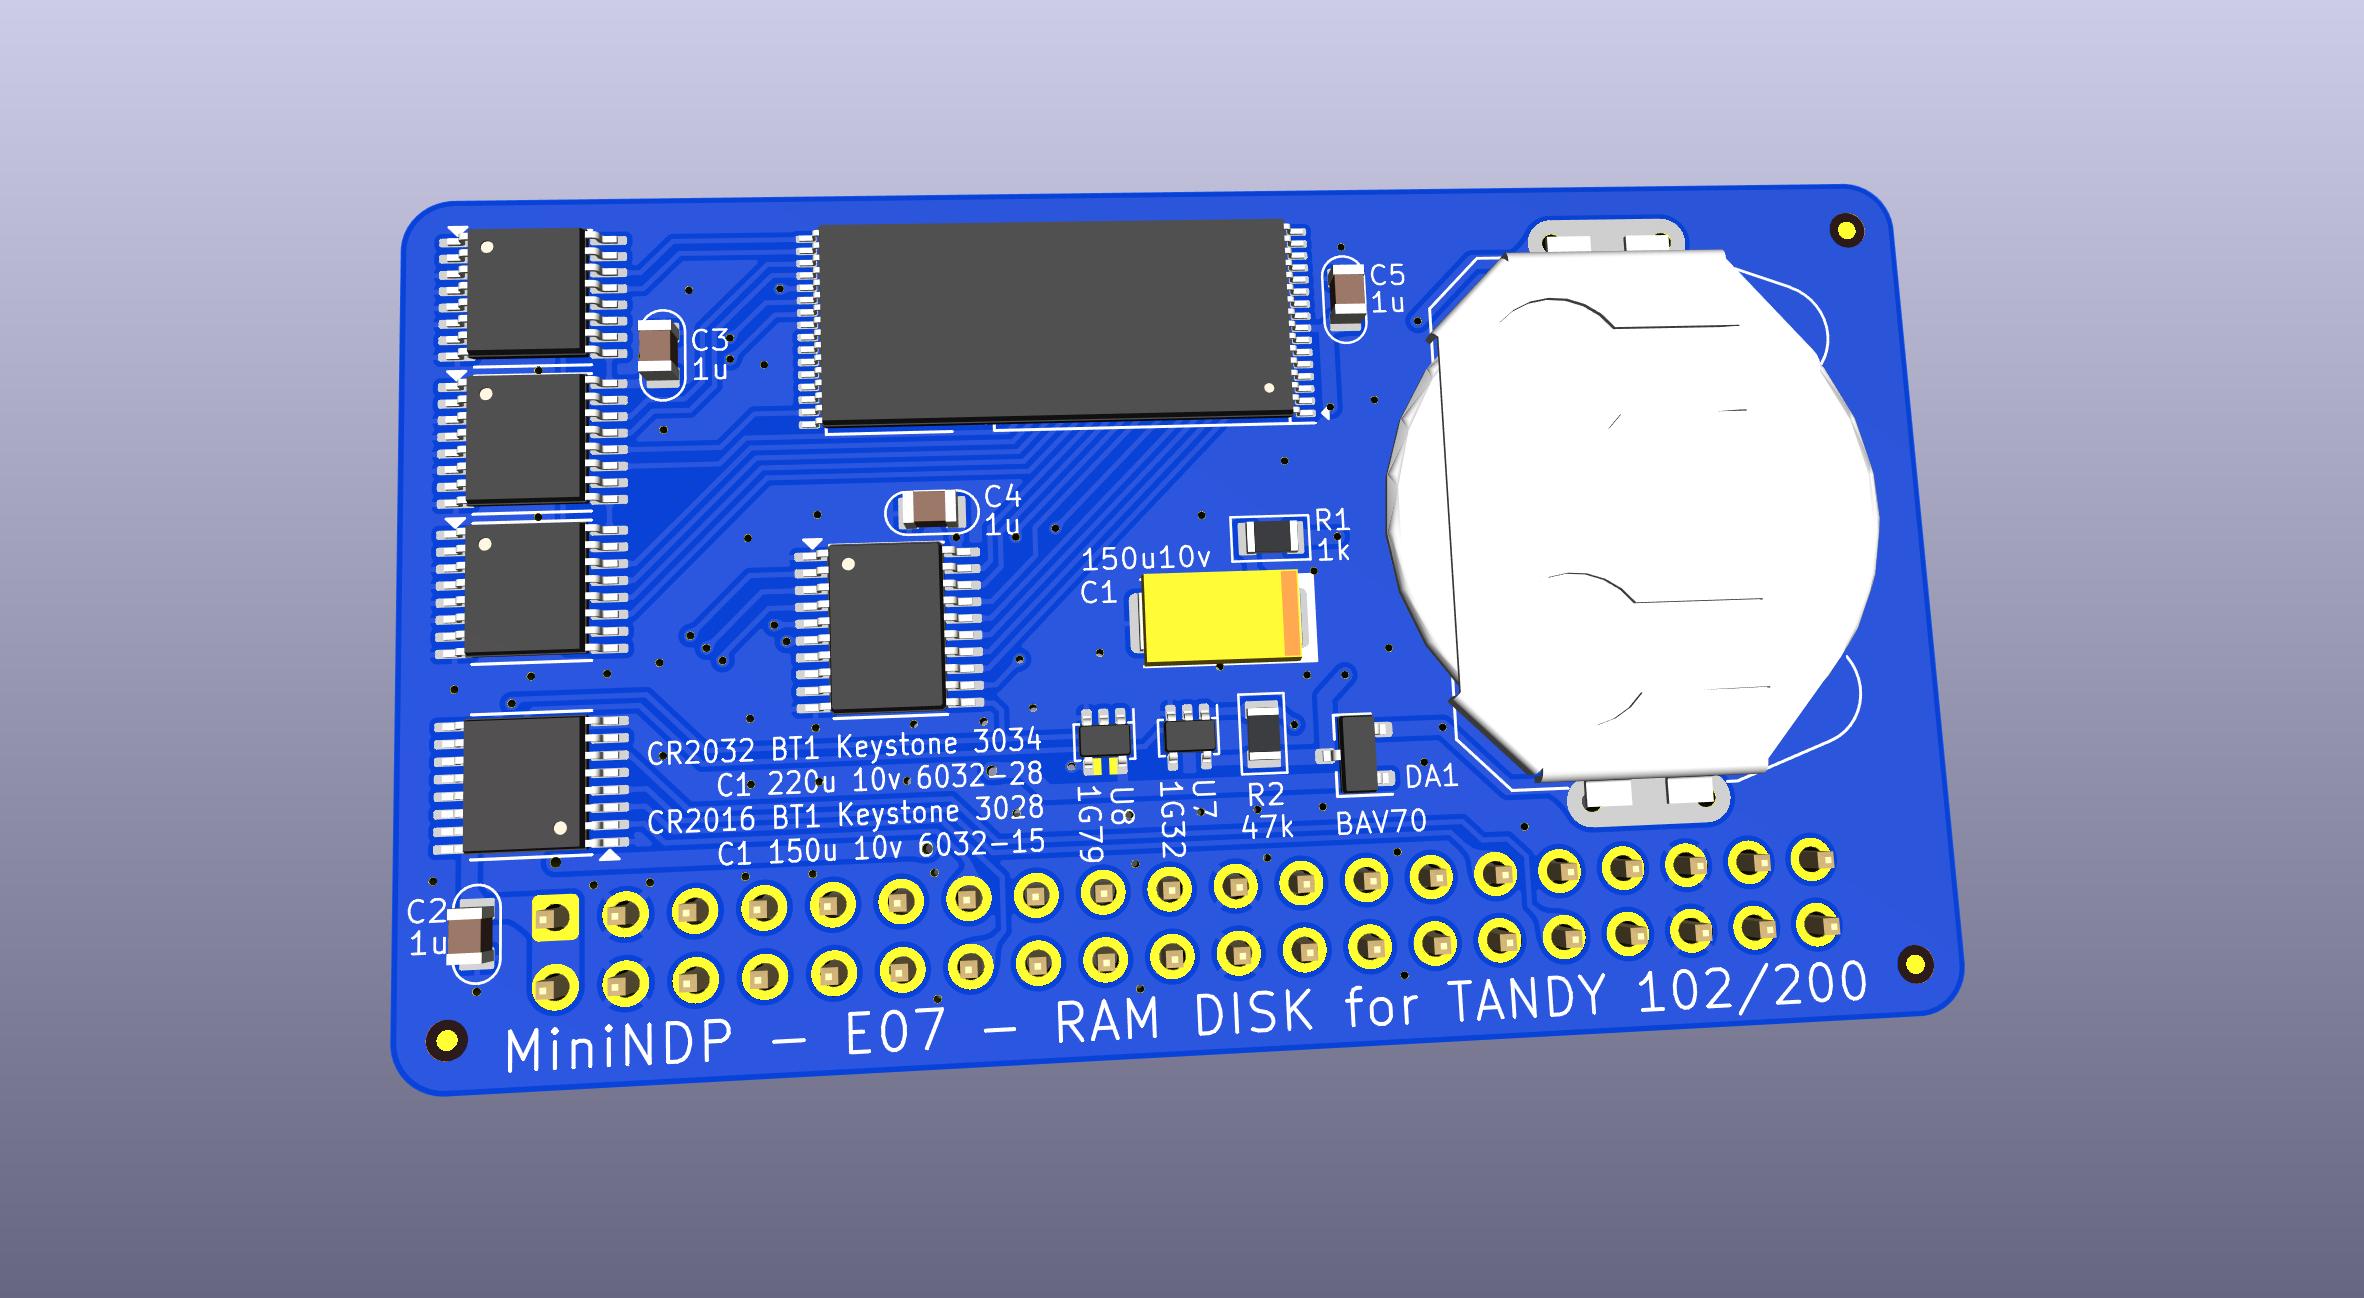 C5
1u
C3
1u
C4
1u
R1
1k
150u10v
C1
CR2032 BT1 Keystone 3034
C1 220u 10v 6032-28
CR2016 BT1 Keystone 3028
C1 150u 10v 6032-15
U8
1G79
U7
1G32
R2
47k
DA1
BAV70
C2
1u
MiniNDP - E07 - RAM DISK for TANDY 102/200